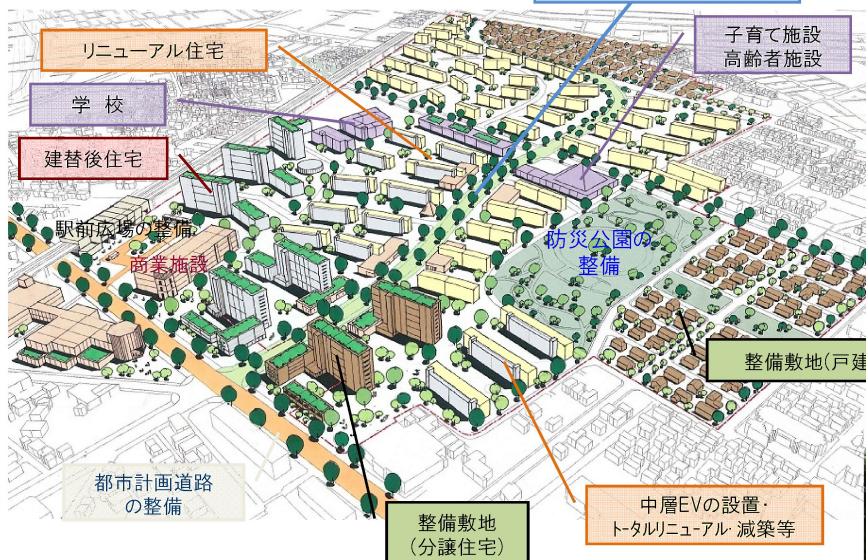 リニューアル住宅
子育て施設
高齢者施設
学 校
建替後住宅
駅前広場の整備
商業施設
防災公園の
整備
整備敷地(戸建
都市計画道路
の整備
整備敷地
(分譲住宅)
中層EVの設置・
トータルリニューアル・減築等